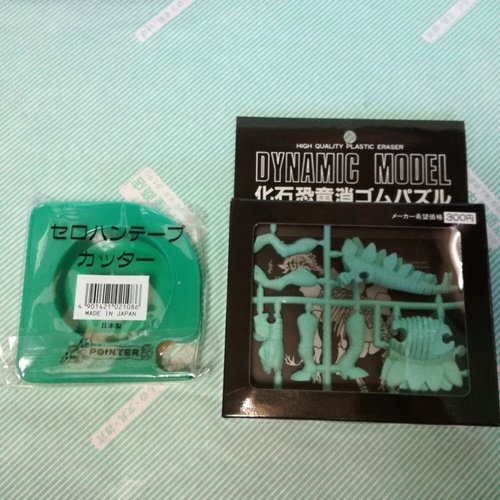 セロハンテープ
カッター
4 901421 021086
MADE IN JAPAN
日本製
POINTER
HIGH QUALITY PLASTIC ERASER
DYNAMIC MODEL
化石恐竜消ゴムパズル
メーカー希望価格 300円